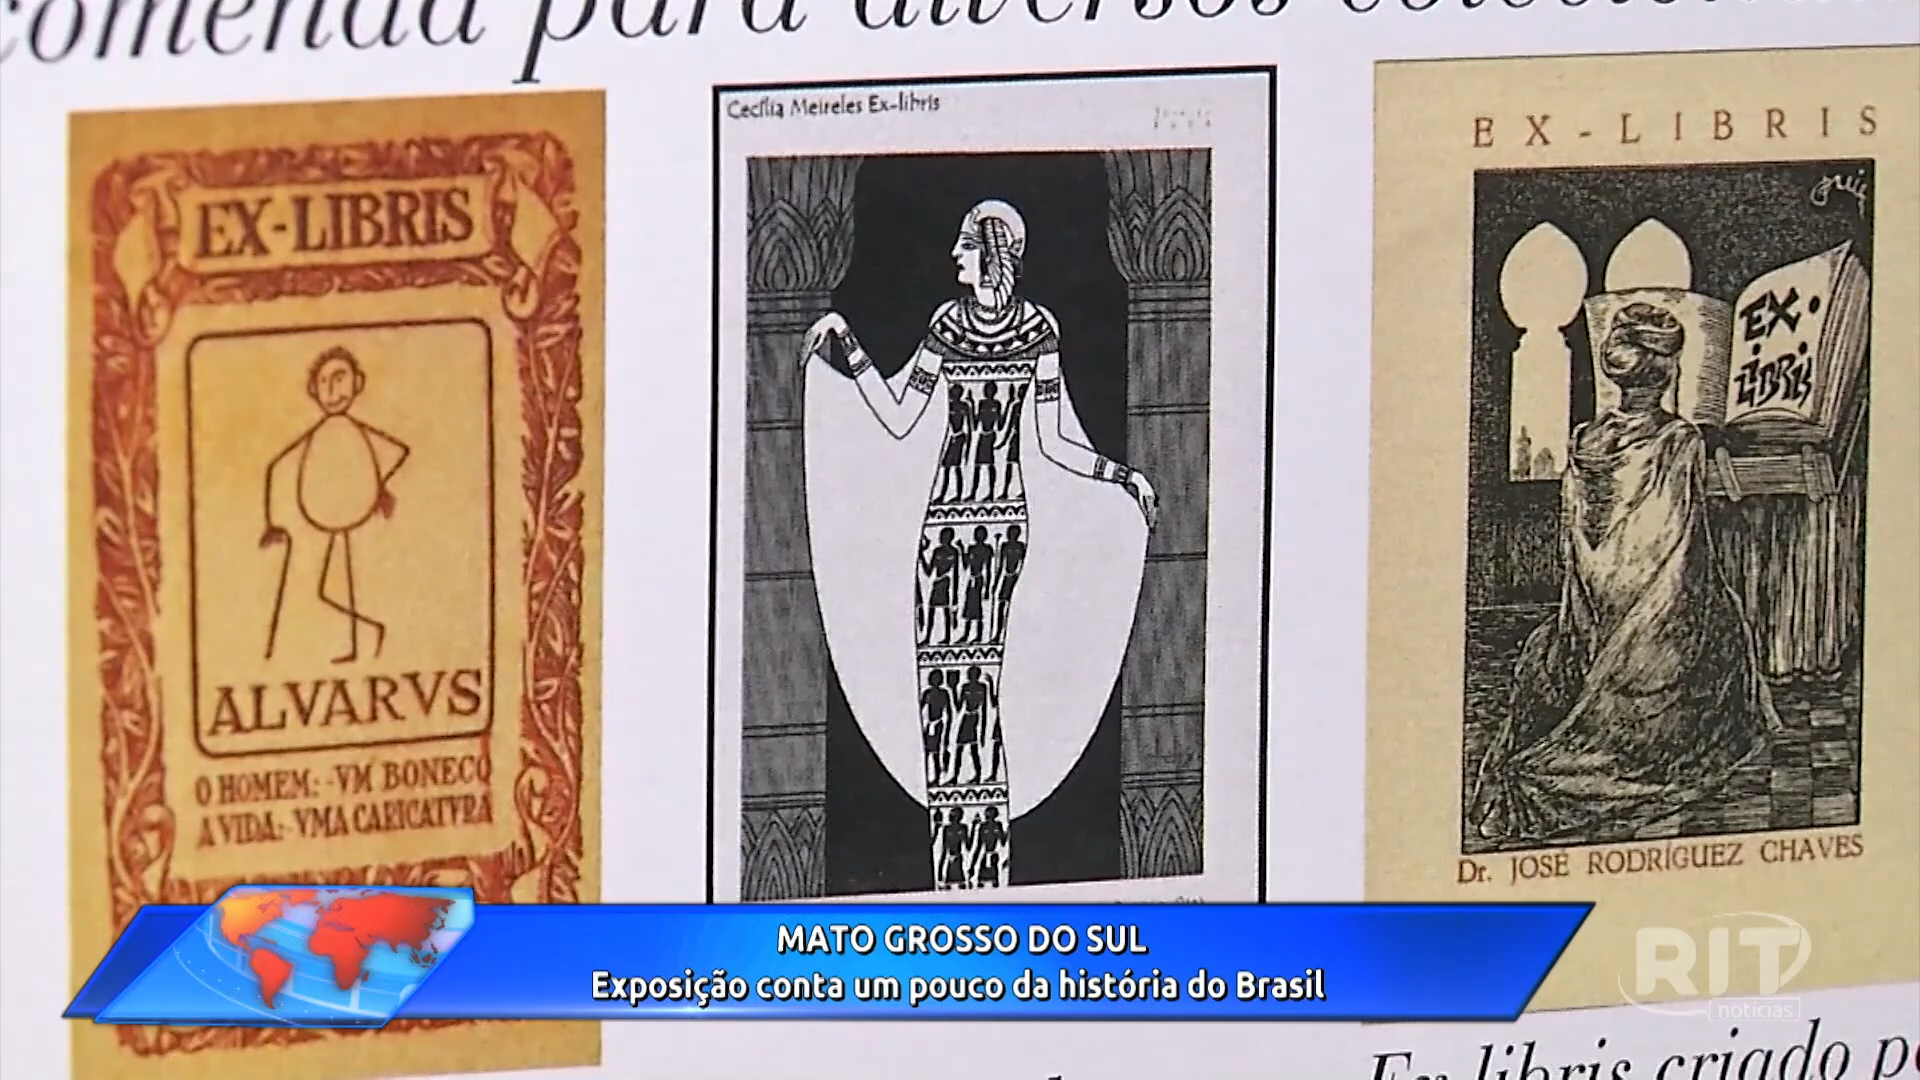 comenda para diversos
EX-LIBRIS
ALVARVS
O HOMEM: - VM BONECO
A VIDA: - VMA CARICATVRA
Cecília Meireles Ex-libris
EX-LIBRIS
EX·
LIBRIS
Dr. JOSÉ RODRÍGUEZ CHAVES
MATO GROSSO DO SUL
Exposição conta um pouco da história do Brasil
RIT
notícias
Ex libris criado